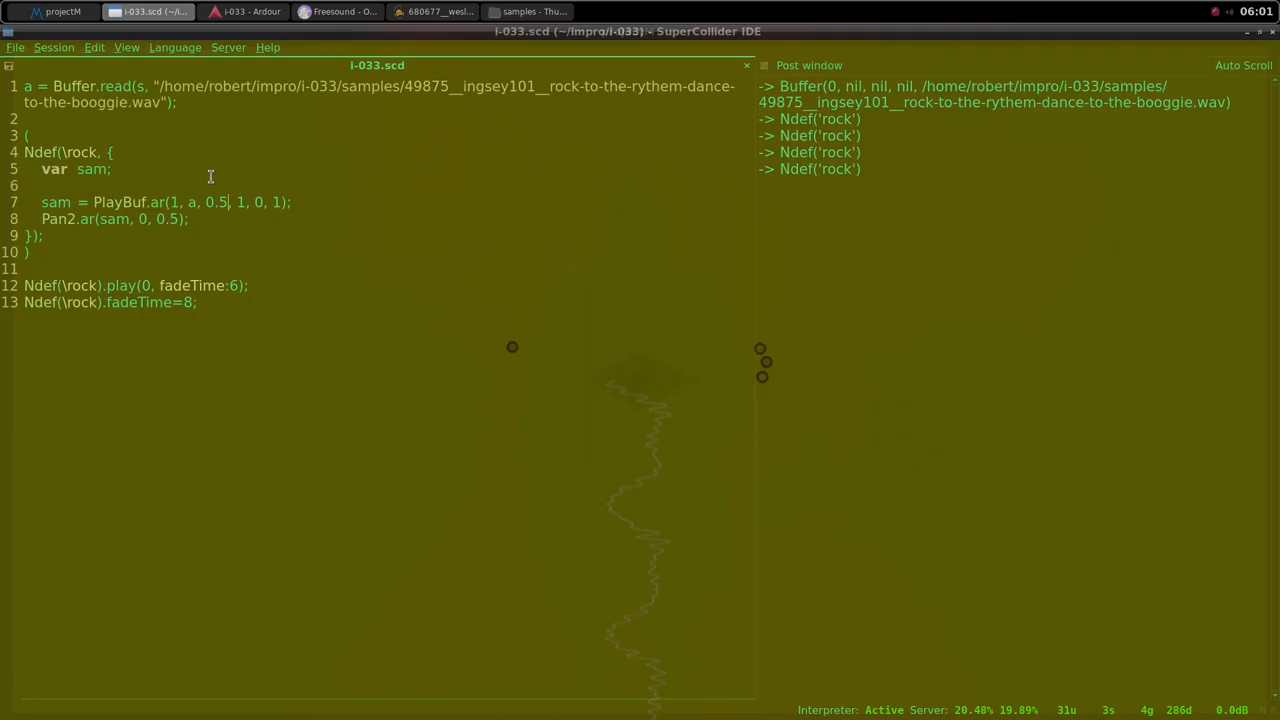 projectM
i-033.scd (~/i...
i-033 - Ardour
Freesound - O...
680677__wesl...
samples - Thu...
06:01
i-033.scd (~/impro/i-033) - SuperCollider IDE
File Session Edit View Language Server Help
i-033.scd
Post window
Auto Scroll
1 a = Buffer.read(s, "/home/robert/impro/i-033/samples/49875__ingsey101__rock-to-the-rythem-dance-
to-the-booggie.wav");
2
3 (
4 Ndef(\rock, {
5 var sam;
6
7 sam = PlayBuf.ar(1, a, 0.5, 1, 0, 1);
8 Pan2.ar(sam, 0, 0.5);
9 });
10 )
11
12 Ndef(\rock).play(0, fadeTime:6);
13 Ndef(\rock).fadeTime=8;
-> Buffer(0, nil, nil, nil, /home/robert/impro/i-033/samples/
49875__ingsey101__rock-to-the-rythem-dance-to-the-booggie.wav)
-> Ndef('rock')
-> Ndef('rock')
-> Ndef('rock')
-> Ndef('rock')
Interpreter: Active Server: 20.48% 19.89% 31u 3s 4g 286d 0.0dB